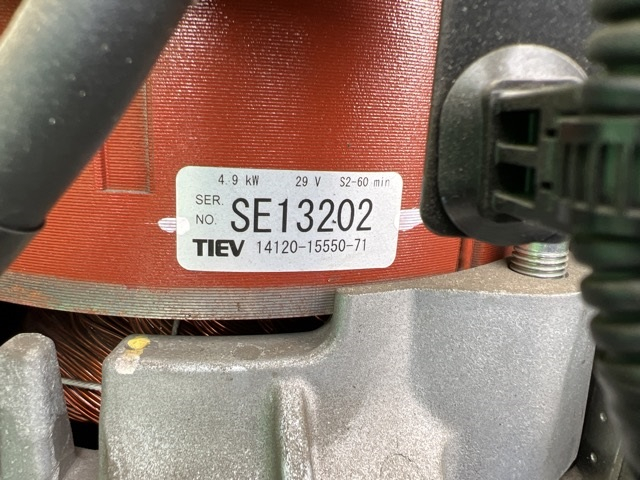 4.9 kW 29 V S2-60 min
SER. NO. SE13202
TIEV 14120-15550-71